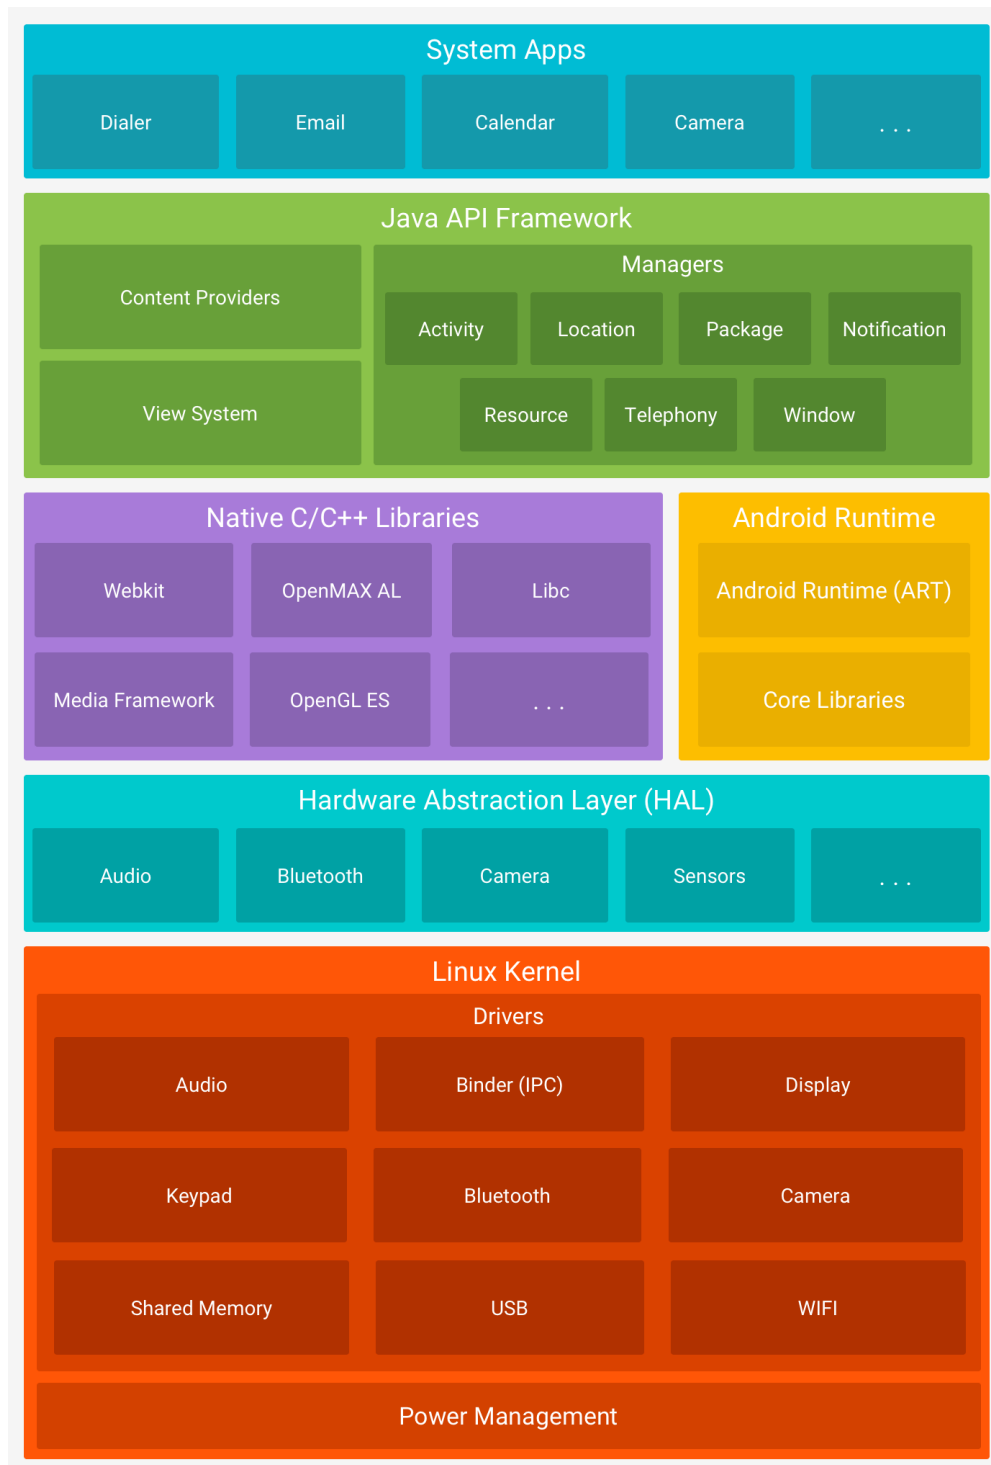 System Apps
Dialer
Email
Calendar
Camera
. . .
Java API Framework
Content Providers
View System
Managers
Activity
Location
Package
Notification
Resource
Telephony
Window
Native C/C++ Libraries
Webkit
OpenMAX AL
Libc
Media Framework
OpenGL ES
. . .
Android Runtime
Android Runtime (ART)
Core Libraries
Hardware Abstraction Layer (HAL)
Audio
Bluetooth
Camera
Sensors
. . .
Linux Kernel
Drivers
Audio
Binder (IPC)
Display
Keypad
Bluetooth
Camera
Shared Memory
USB
WIFI
Power Management